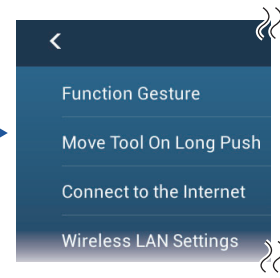 Function Gesture
Move Tool On Long Push
Connect to the Internet
Wireless LAN Settings